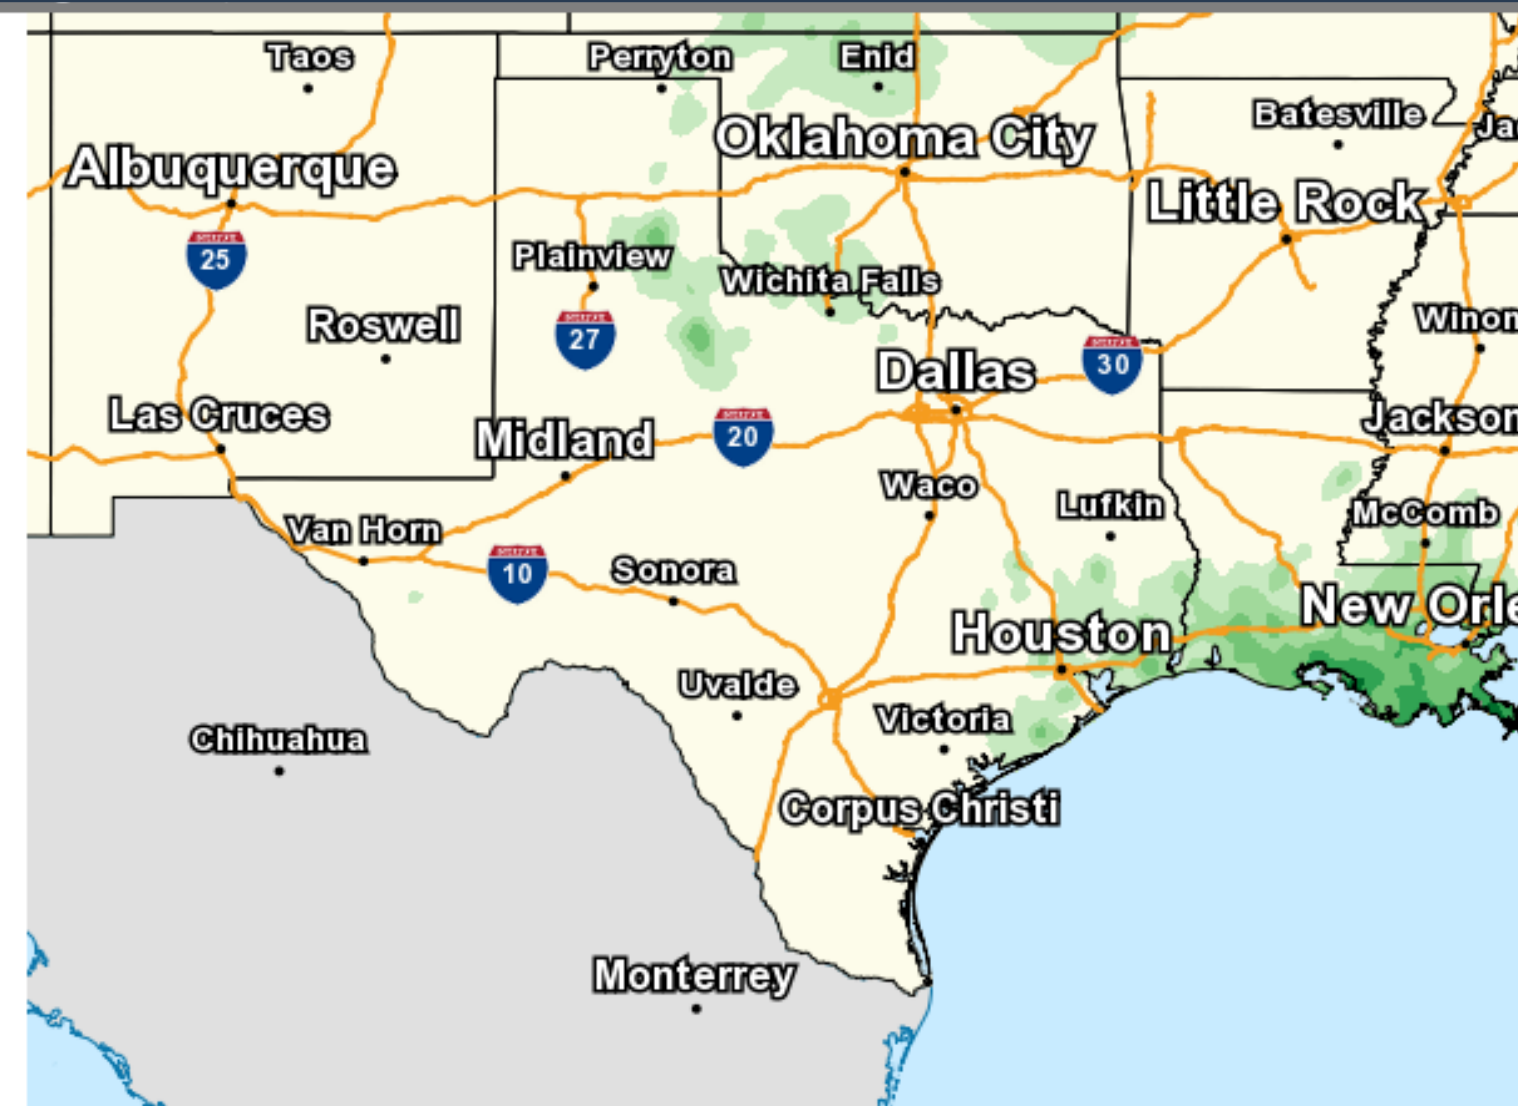 Taos
Perryton
Enid
Batesville
Oklahoma City
Ja
Albuquerque
Little Rock
25
Plainview
Wichita Falls
Roswell
27
Winon
Dallas
30
Las Cruces
Midland
20
Jackson
Waco
Lufkin
McComb
Van Horn
10
Sonora
New Orle
Houston
Uvalde
Victoria
Chihuahua
Corpus Christi
Monterrey